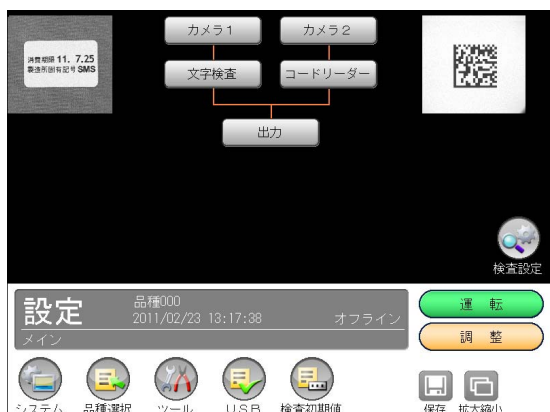 カメラ1
カメラ2
消費期限 11. 7.25
製造所固有記号 SMS
文字検査
コードリーダー
出力
検査設定
設定
品種000
2011/02/23 13:17:38
オフライン
メイン
運 転
調 整
システム
品種選択
ツール
USB
検査初期値
保存
拡大縮小